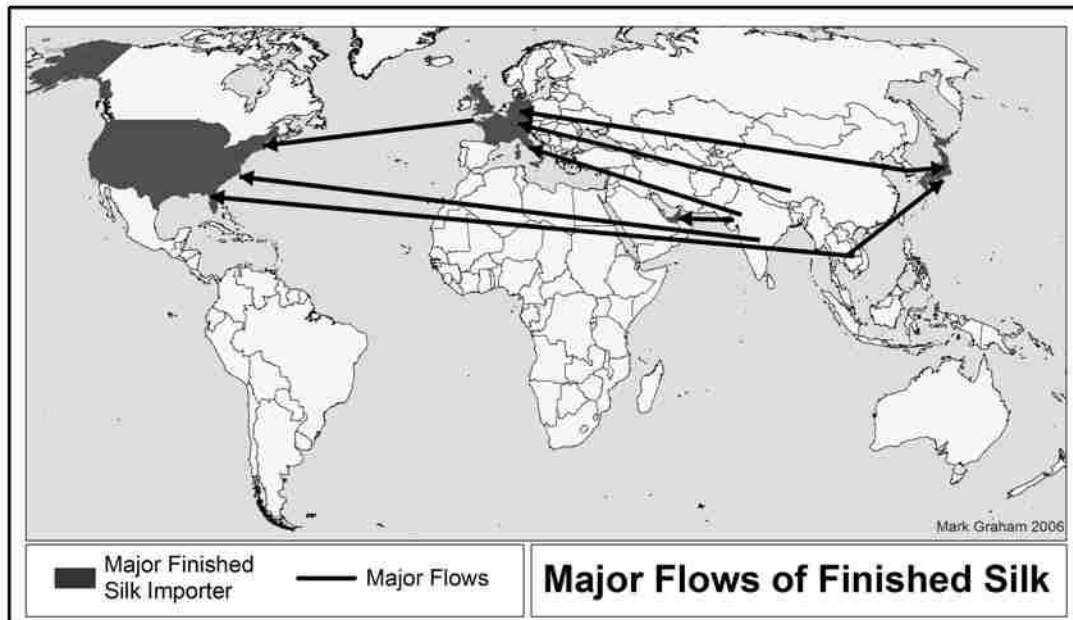 Mark Graham 2006
Major Finished
Silk Importer
Major Flows
Major Flows of Finished Silk